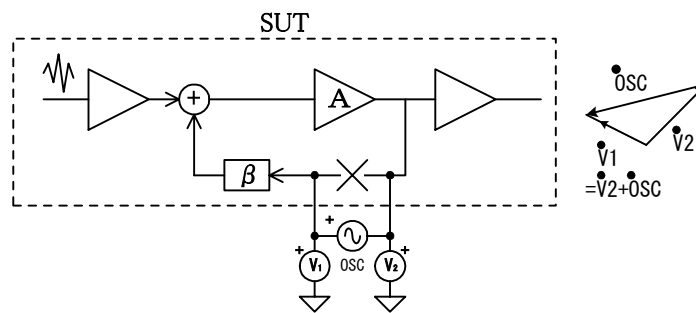 SUT
+
A
β
+
OSC
+
V₁
+
V₂
OSC
V2
V1
=V2+OSC